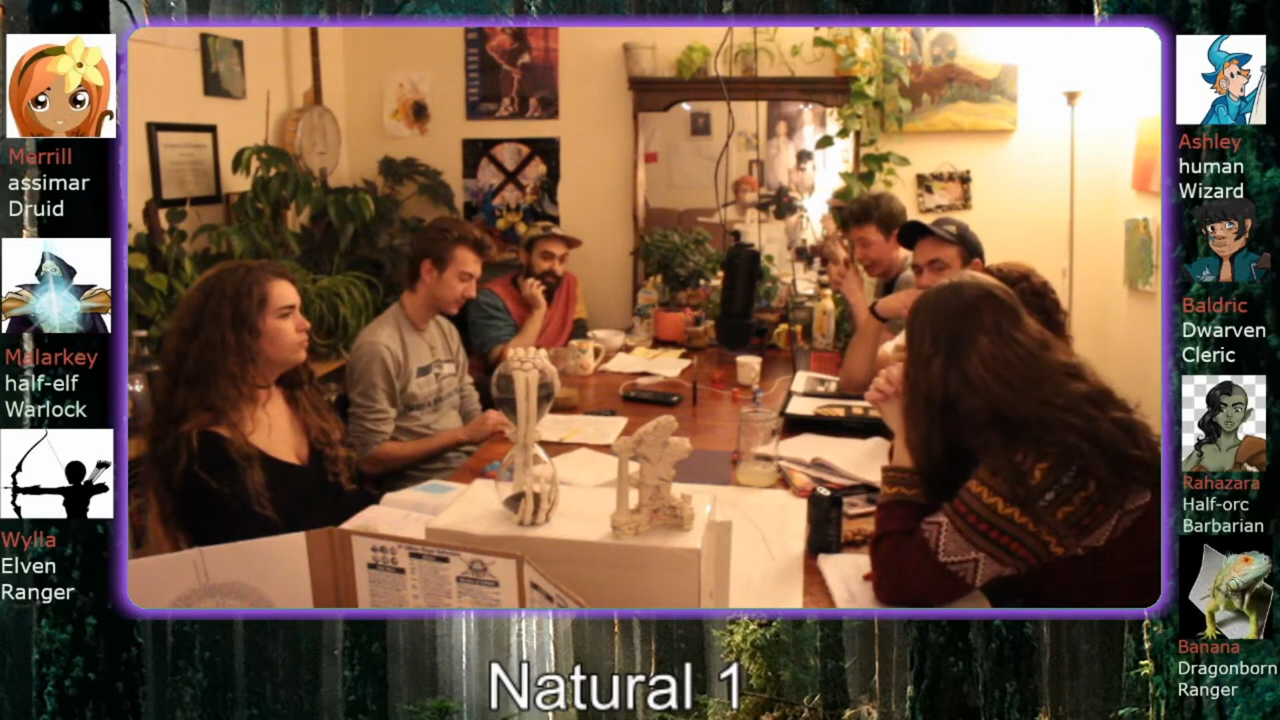 Merrill
assimar
Druid
Malarkey
half-elf
Warlock
Wylla
Elven
Ranger
Ashley
human
Wizard
Baldric
Dwarven
Cleric
Rahazara
Half-orc
Barbarian
Banana
Dragonborn
Ranger
Natural 1